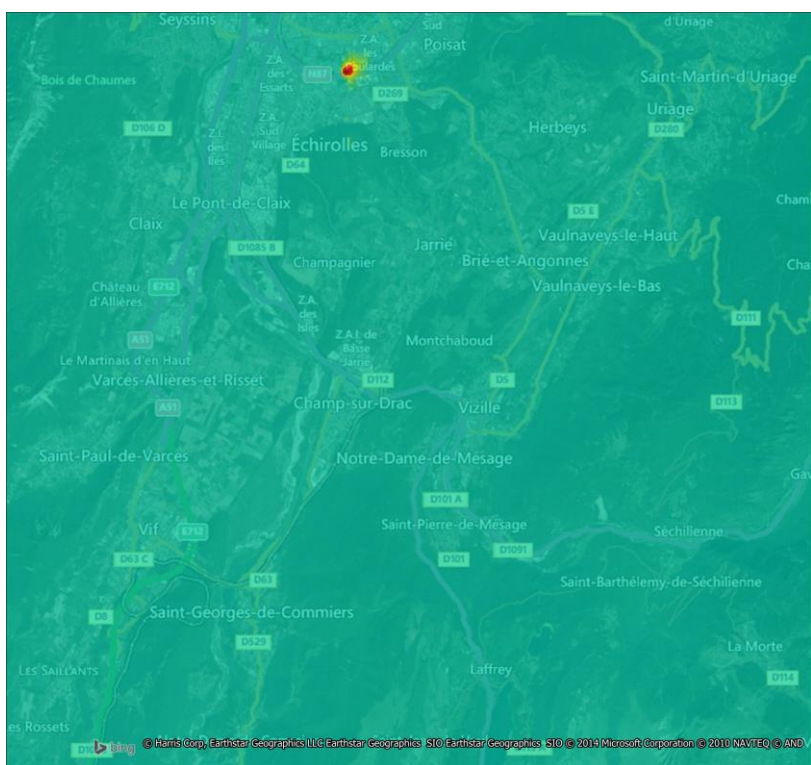 Seyssins
Sud
Poisat
d'Uriage
Z.A.
les
Z.A.
des
Essarts
N87
D269
Bois de Chaumes
Saint-Martin-d'Uriage
Uriage
D280
D106 D
Z.I.
des
Iles
Z.A.
Sud
Village
Herbeys
Échirolles
Bresson
D64
Le Pont-de-Claix
Claix
D5 E
Jarrie
Vaulnaveys-le-Haut
D1085 B
Champagnier
Brié-et-Angonnes
Château
d'Allières
E712
Vaulnaveys-le-Bas
Z.A.
des
Isles
D111
A51
Z.A.I. de
Basse
Jarrie
Montchaboud
Le Martinais d'en Haut
Varces-Allières-et-Risset
D112
D5
A51
Champ-sur-Drac
Vizille
D113
Saint-Paul-de-Varces
Notre-Dame-de-Mésage
D101 A
Vif
E712
Saint-Pierre-de-Mésage
Séchilienne
D63 C
D101
D1091
D63
Saint-Barthélemy-de-Séchilienne
D8
Saint-Georges-de-Commiers
D529
La Morte
Les Saillants
Laffrey
D114
es Rossets
bing
© Harris Corp, Earthstar Geographics LLC Earthstar Geographics SIO Earthstar Geographics SIO © 2014 Microsoft Corporation © 2010 NAVTEQ © AND